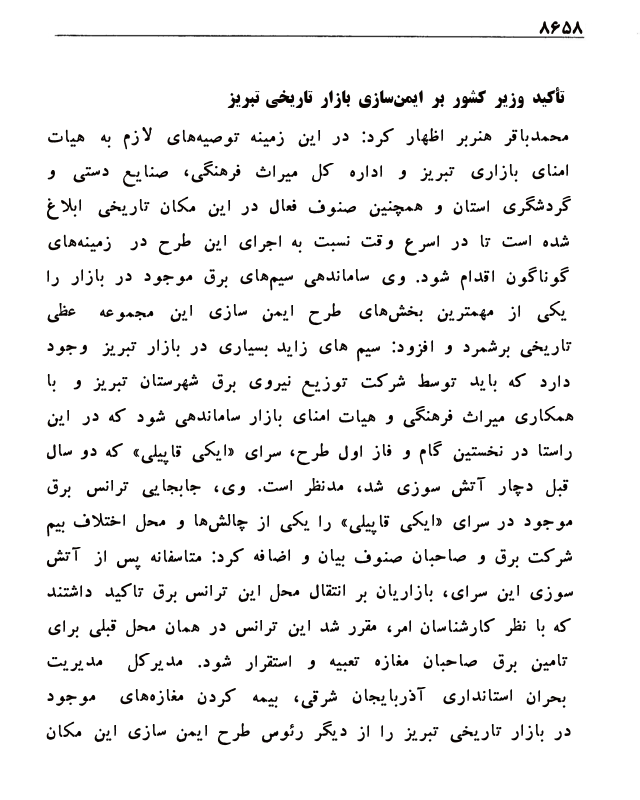 ۸۶۵۸
تأکید وزیر کشور بر ایمن‌سازی بازار تاریخی تبریز
محمدباقر هنربر اظهار کرد: در این زمینه توصیه‌های لازم به هیات
امنای بازاری تبریز و اداره کل میراث فرهنگی، صنایع دستی و
گردشگری استان و همچنین صنوف فعال در این مکان تاریخی ابلاغ
شده است تا در اسرع وقت نسبت به اجرای این طرح در زمینه‌های
گوناگون اقدام شود. وی ساماندهی سیم‌های برق موجود در بازار را
یکی از مهمترین بخش‌های طرح ایمن سازی این مجموعه عظی
تاریخی برشمرد و افزود: سیم های زاید بسیاری در بازار تبریز وجود
دارد که باید توسط شرکت توزیع نیروی برق شهرستان تبریز و با
همکاری میراث فرهنگی و هیات امنای بازار ساماندهی شود که در این
راستا در نخستین گام و فاز اول طرح، سرای «ایکی قاپیلی» که دو سال
قبل دچار آتش سوزی شد، مدنظر است. وی، جابجایی ترانس برق
موجود در سرای «ایکی قاپیلی» را یکی از چالش‌ها و محل اختلاف بیم
شرکت برق و صاحبان صنوف بیان و اضافه کرد: متاسفانه پس از آتش
سوزی این سرای، بازاریان بر انتقال محل این ترانس برق تاکید داشتند
که با نظر کارشناسان امر، مقرر شد این ترانس در همان محل قبلی برای
تامین برق صاحبان مغازه تعبیه و استقرار شود. مدیرکل مدیریت
بحران استانداری آذربایجان شرقی، بیمه کردن مغازه‌های موجود
در بازار تاریخی تبریز را از دیگر رئوس طرح ایمن سازی این مکان